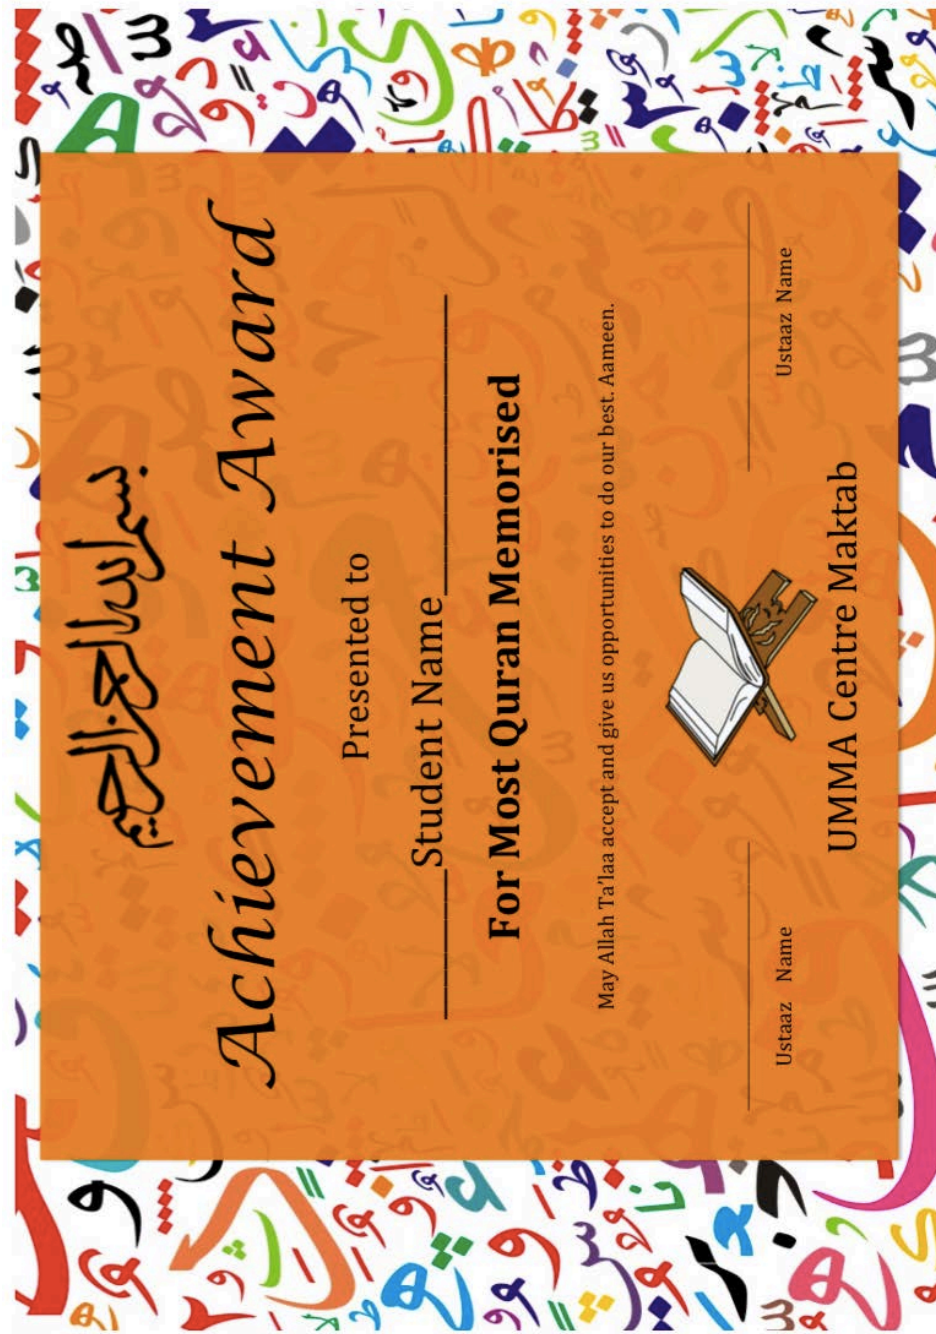 بسم الله الرحمن الرحيم
Achievement Award
Presented to
Student Name
For Most Quran Memorised
May Allah Ta'laa accept and give us opportunities to do our best. Aameen.
Ustaaz Name
Ustaaz Name
UMMA Centre Maktab